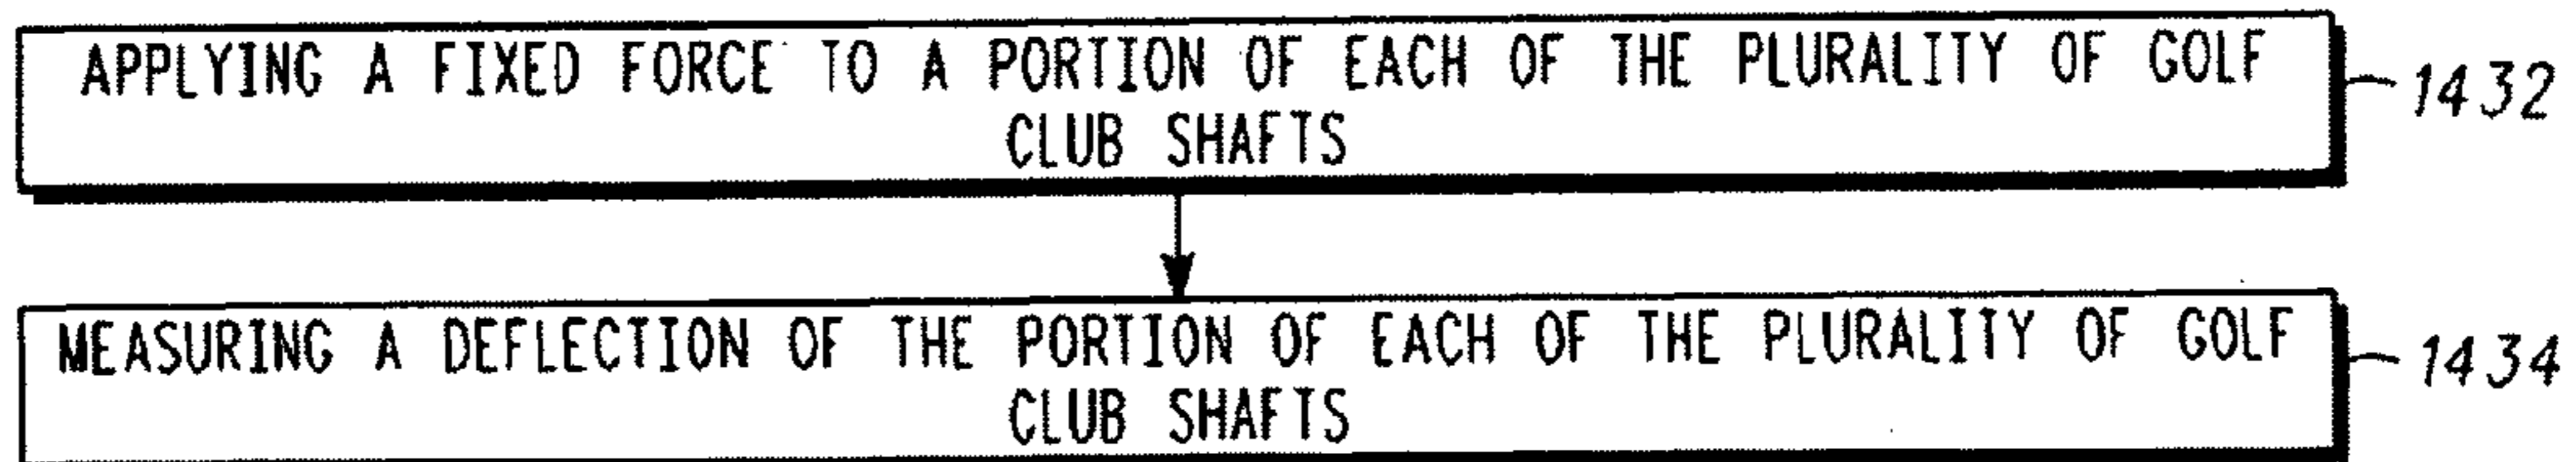 APPLYING A FIXED FORCE TO A PORTION OF EACH OF THE PLURALITY OF GOLF
CLUB SHAFTS
1432
MEASURING A DEFLECTION OF THE PORTION OF EACH OF THE PLURALITY OF GOLF
CLUB SHAFTS
1434